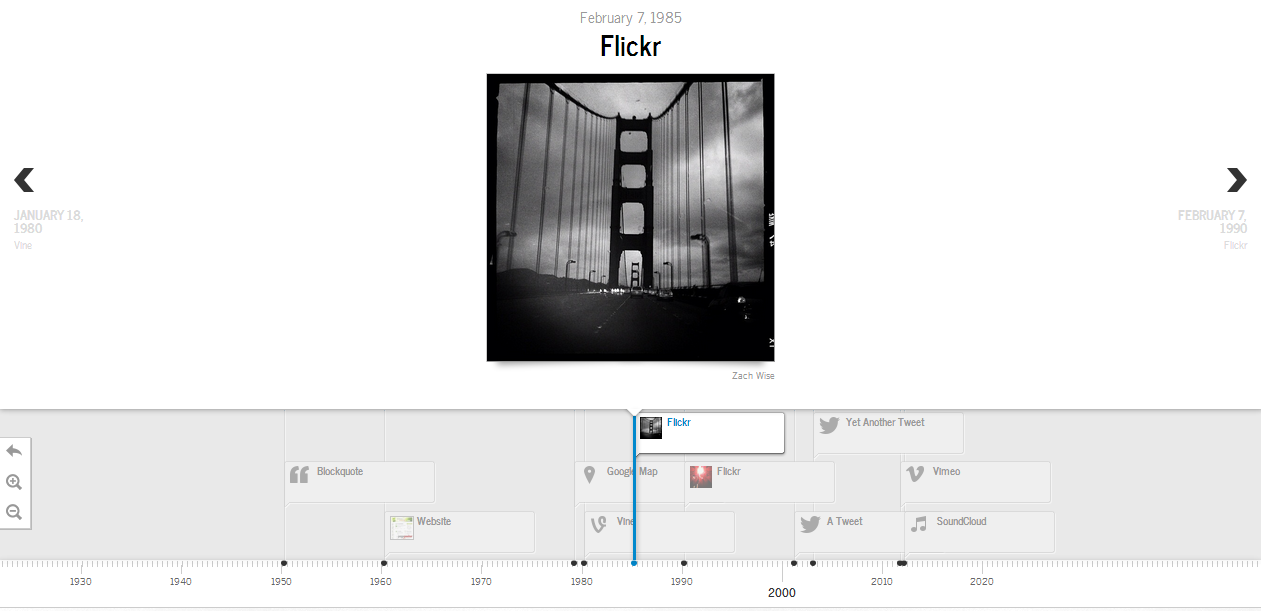 February 7, 1985
Flickr
JANUARY 18,
1980
Vine
FEBRUARY 7,
1990
Flickr
Zach Wise
Flickr
Yet Another Tweet
Blockquote
Google Map
Flickr
Vimeo
Website
Vine
A Tweet
SoundCloud
1930
1940
1950
1960
1970
1980
1990
2000
2010
2020